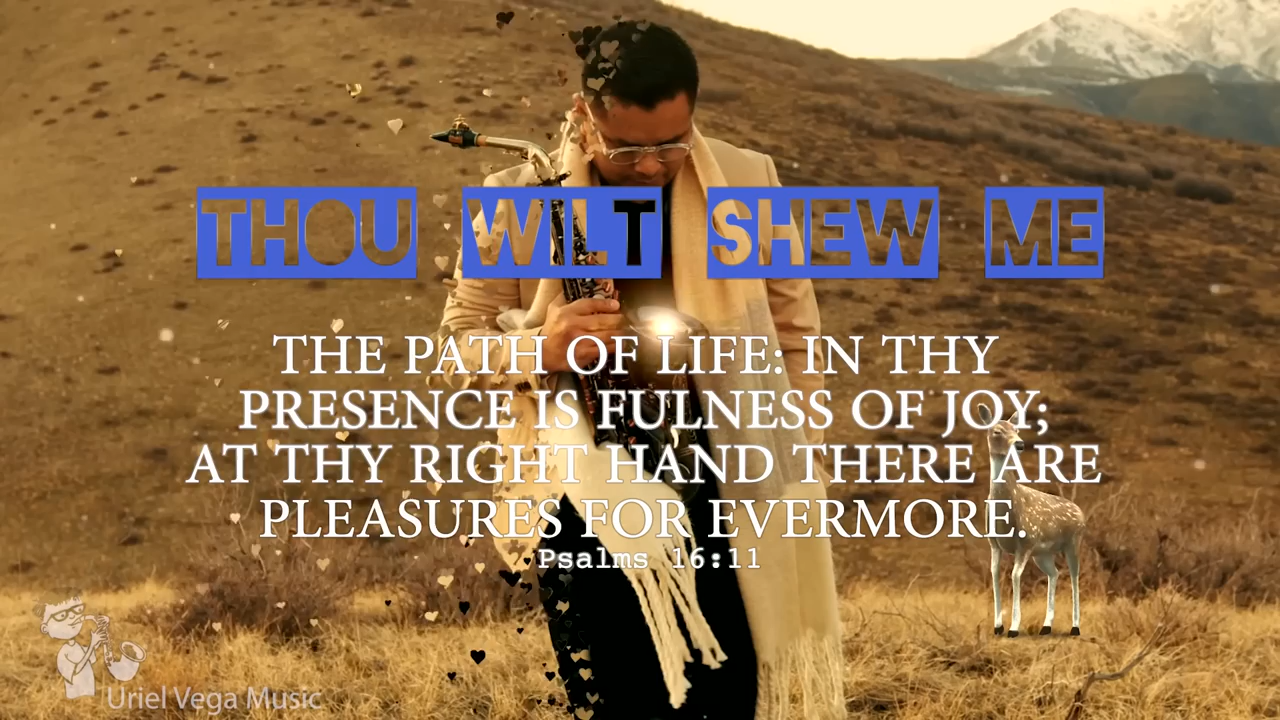 THOU WILT SHEW ME
THE PATH OF LIFE: IN THY
PRESENCE IS FULNESS OF JOY;
AT THY RIGHT HAND THERE ARE
PLEASURES FOR EVERMORE.
Psalms 16:11
Uriel Vega Music